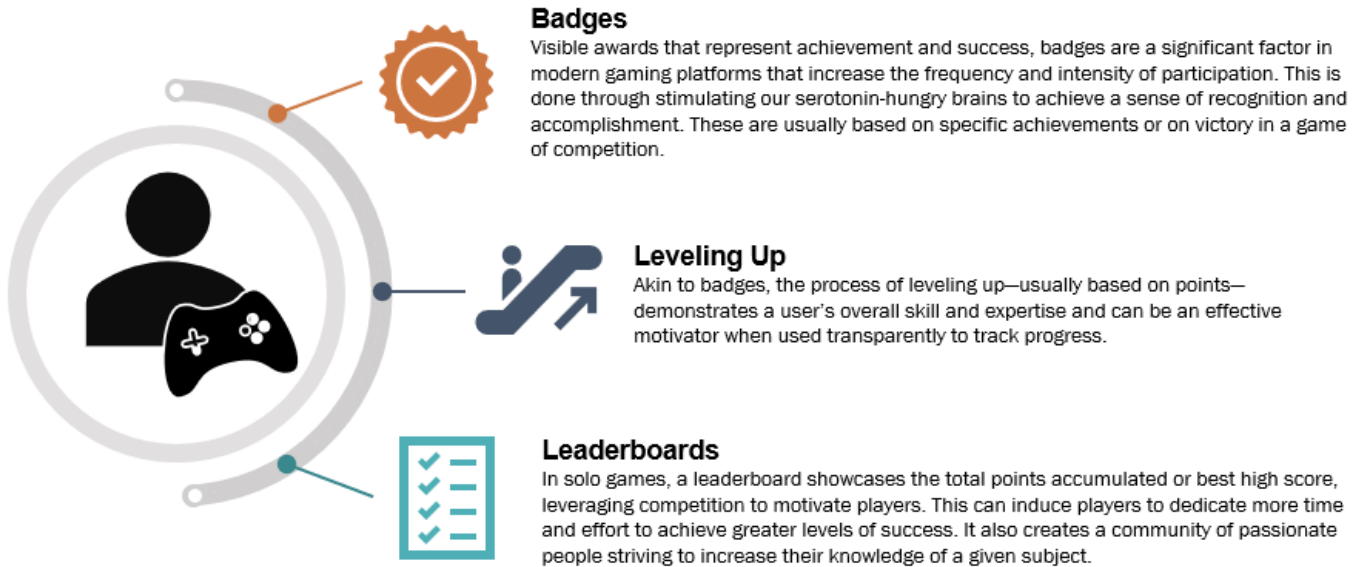 Badges
Visible awards that represent achievement and success, badges are a significant factor in
modern gaming platforms that increase the frequency and intensity of participation. This is
done through stimulating our serotonin-hungry brains to achieve a sense of recognition and
accomplishment. These are usually based on specific achievements or on victory in a game
of competition.
Leveling Up
Akin to badges, the process of leveling up—usually based on points—
demonstrates a user's overall skill and expertise and can be an effective
motivator when used transparently to track progress.
Leaderboards
In solo games, a leaderboard showcases the total points accumulated or best high score,
leveraging competition to motivate players. This can induce players to dedicate more time
and effort to achieve greater levels of success. It also creates a community of passionate
people striving to increase their knowledge of a given subject.